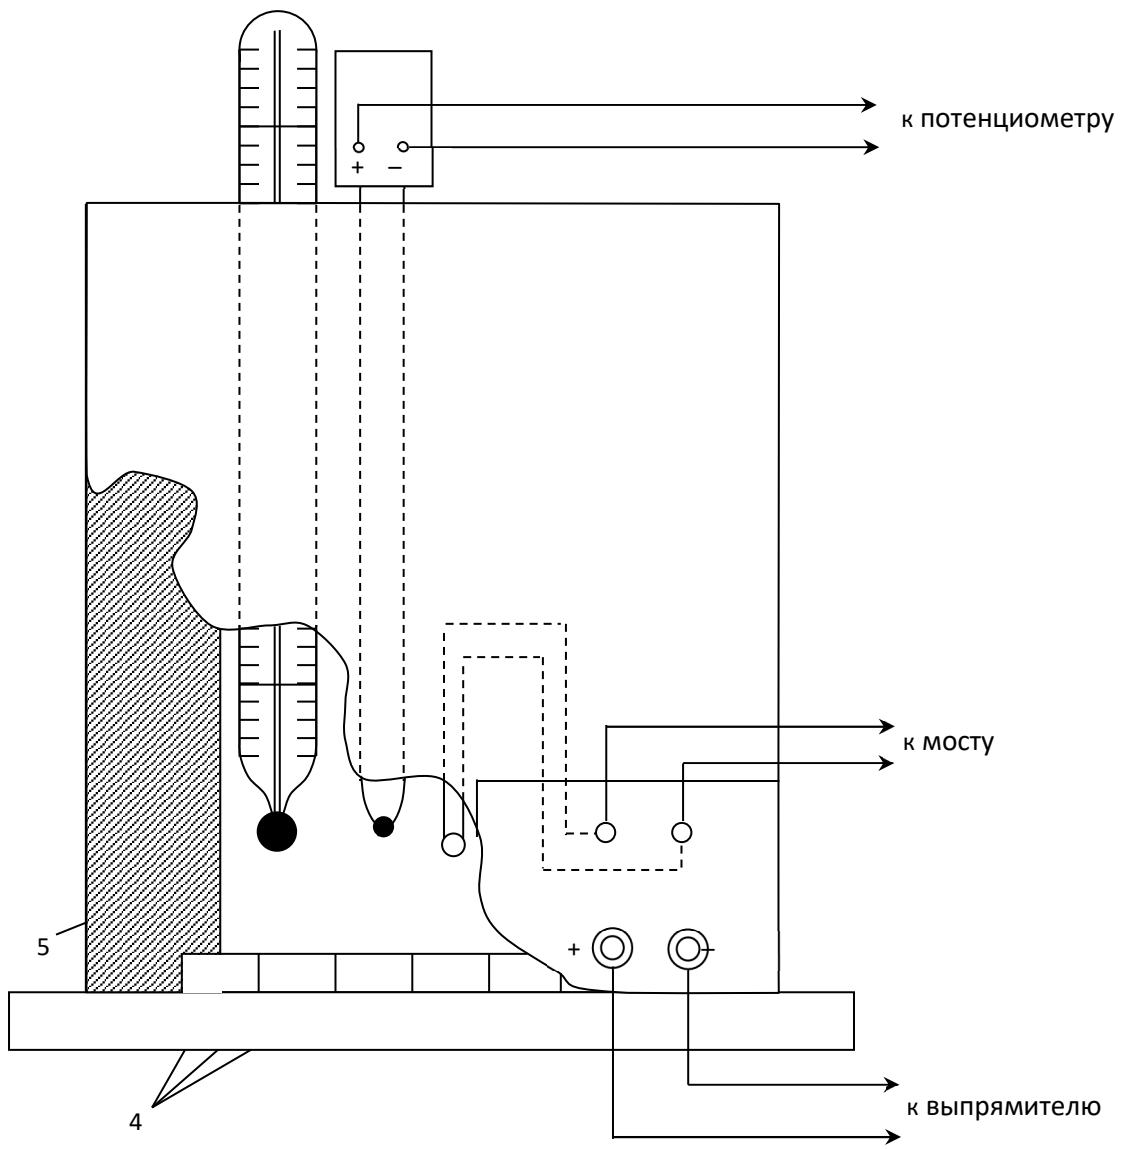 к потенциометру
+ −
к мосту
5
+ −
к выпрямителю
4